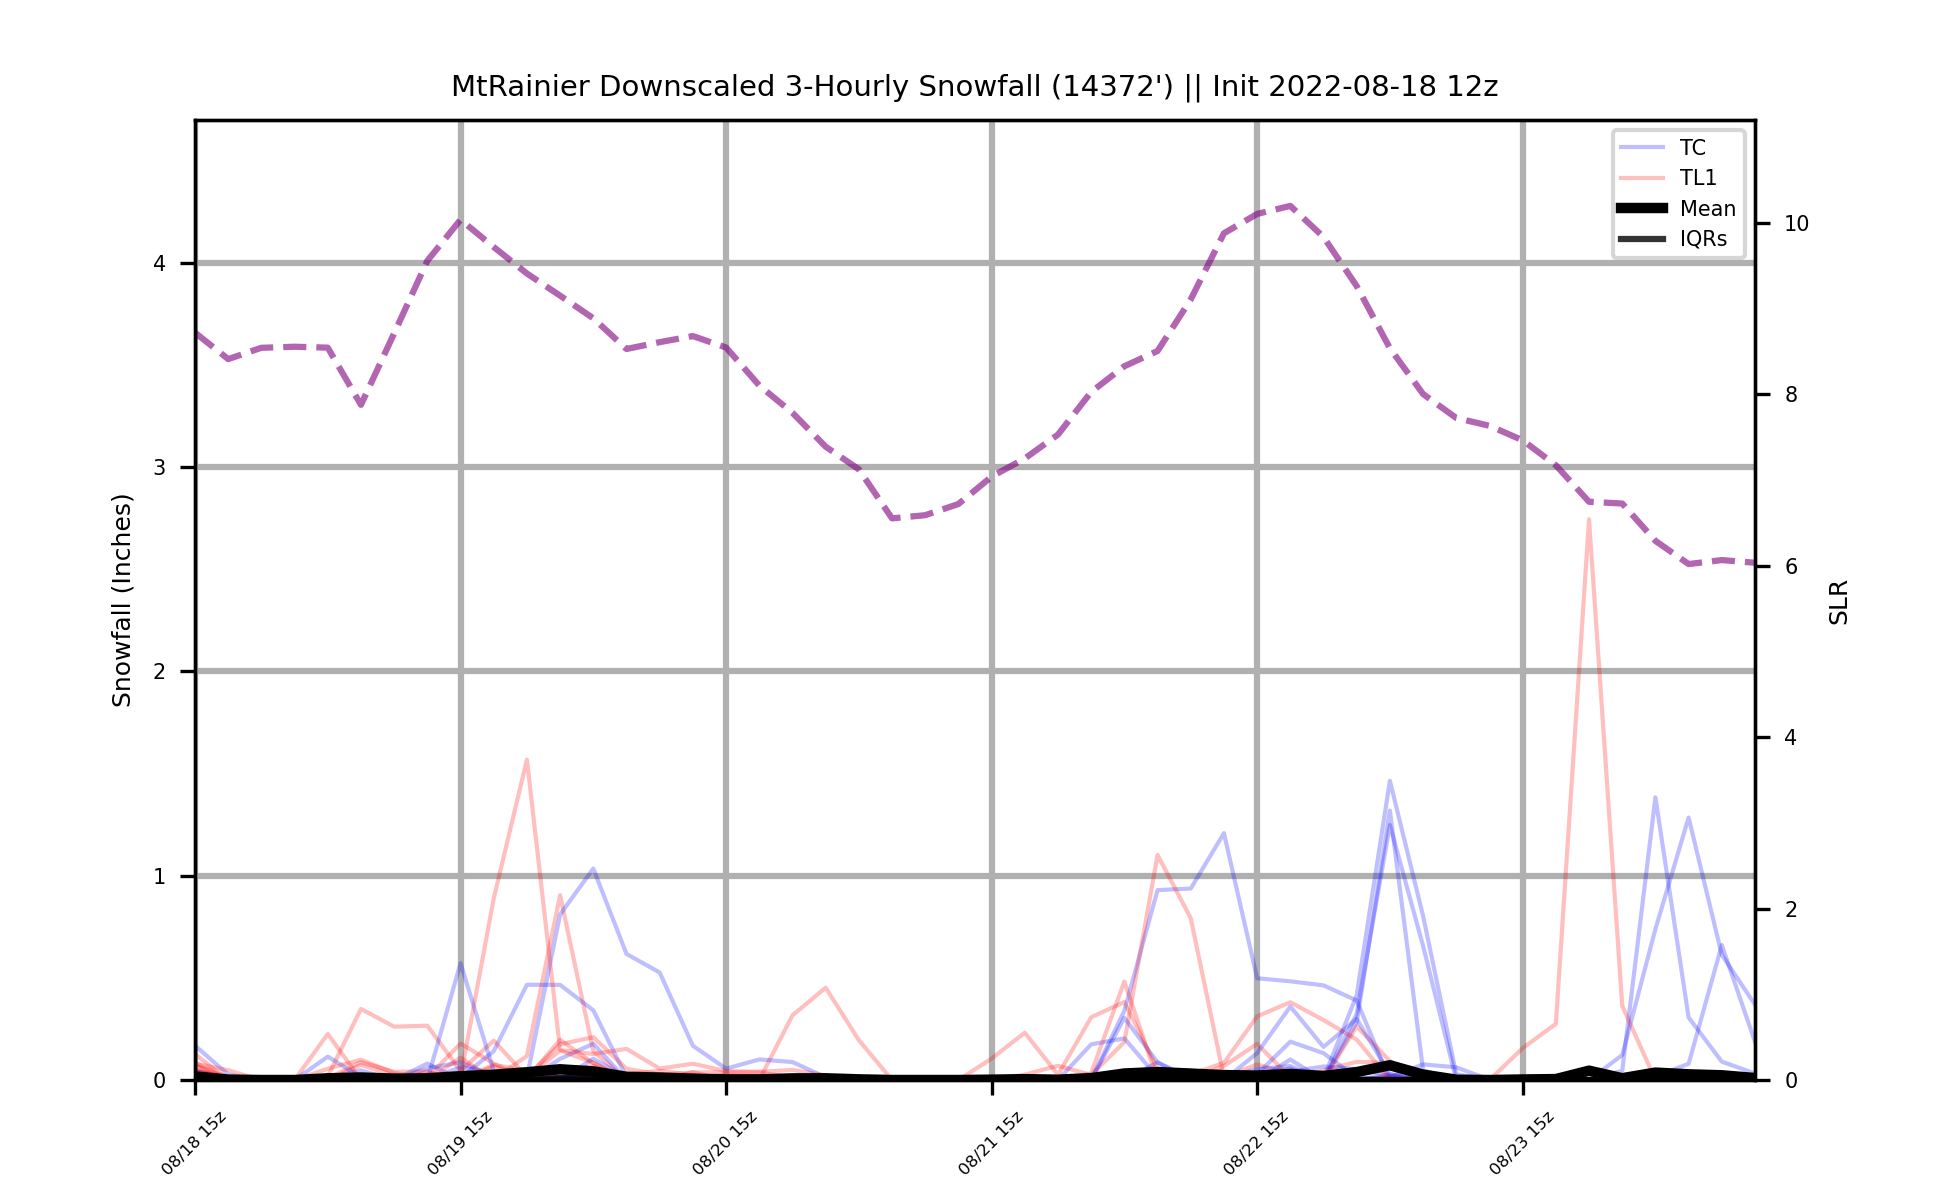 MtRainier Downscaled 3-Hourly Snowfall (14372') || Init 2022-08-18 12z
TC
TL1
Mean
IQRs
Snowfall (Inches)
4
3
2
1
0
10
8
6
4
2
0
SLR
08/18 15z
08/19 15z
08/20 15z
08/21 15z
08/22 15z
08/23 15z